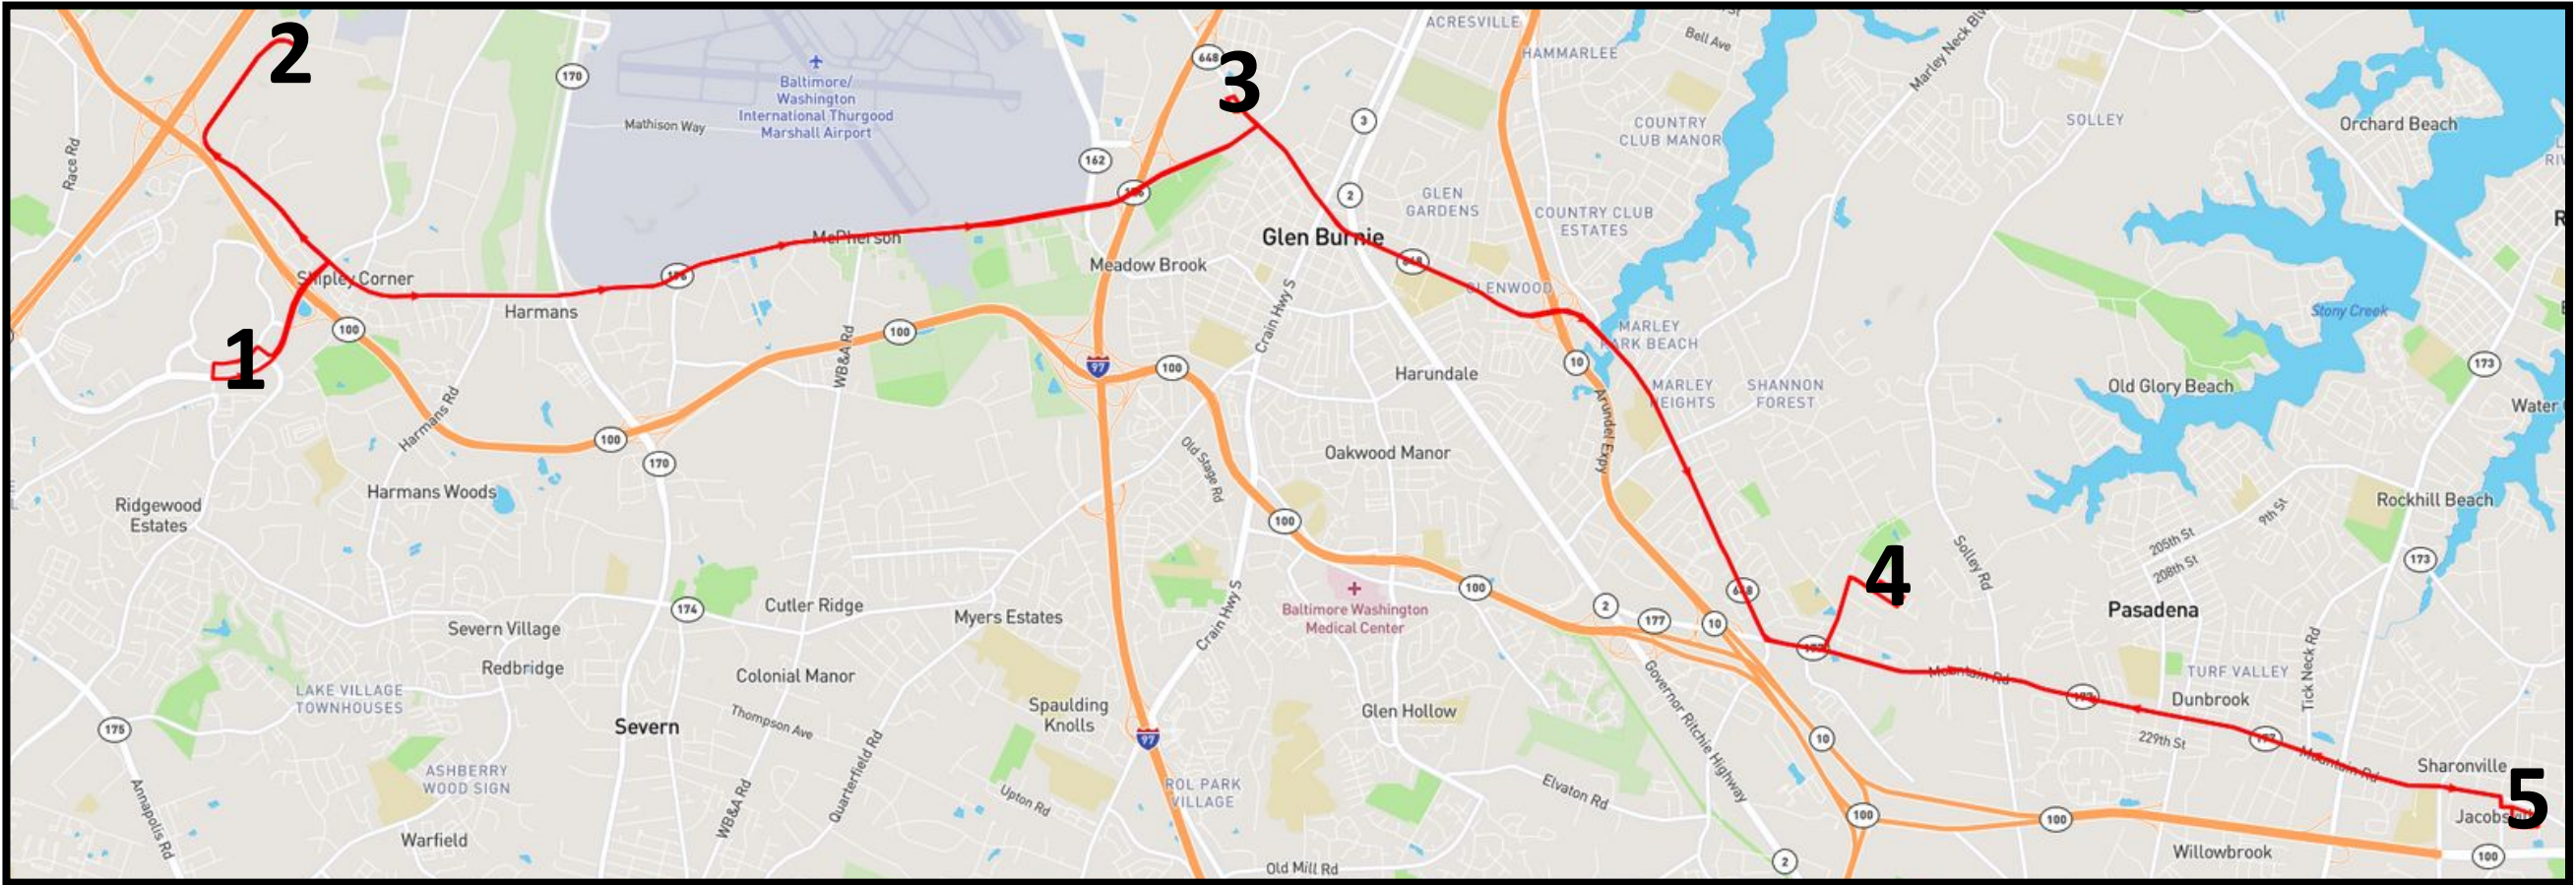 ACRESVILLE
Bell Ave
Marley Neck Blv
2
648
HAMMARLEE
3
170
Baltimore/
Washington
International Thurgood
Marshall Airport
Mathison Way
3
COUNTRY
CLUB MANOR
SOLLEY
Orchard Beach
Race Rd
162
176
2
GLEN
GARDENS
COUNTRY CLUB
ESTATES
McPherson
Glen Burnie
Meadow Brook
648
Shipley Corner
176
GLENWOOD
Harmans
Stony Creek
Crain Hwy S
100
100
MARLEY
PARK BEACH
1
WB&A Rd
97
100
10
Harundale
173
MARLEY
HEIGHTS
SHANNON
FOREST
Old Glory Beach
Water
Harmans Rd
Arundel Expy
100
170
Old Stage Rd
Oakwood Manor
Harmans Woods
Ridgewood
Estates
Rockhill Beach
9th St
100
205th St
208th St
Solley Rd
173
4
174
Cutler Ridge
Myers Estates
Baltimore Washington
Medical Center
100
2
177
10
648
Pasadena
Severn Village
Crain Hwy S
177
Redbridge
Colonial Manor
Mountain Rd
TURF VALLEY
Tick Neck Rd
LAKE VILLAGE
TOWNHOUSES
177
Dunbrook
Spaulding
Knolls
Glen Hollow
Governor Ritchie Highway
175
Severn
Thompson Ave
97
10
229th St
177
Mountain Rd
Quarterfield Rd
Sharonville
ASHBERRY
WOOD SIGN
ROL PARK
VILLAGE
Elvaton Rd
5
Annapolis Rd
WB&A Rd
Upton Rd
100
100
Jacobs
Warfield
Old Mill Rd
2
Willowbrook
100